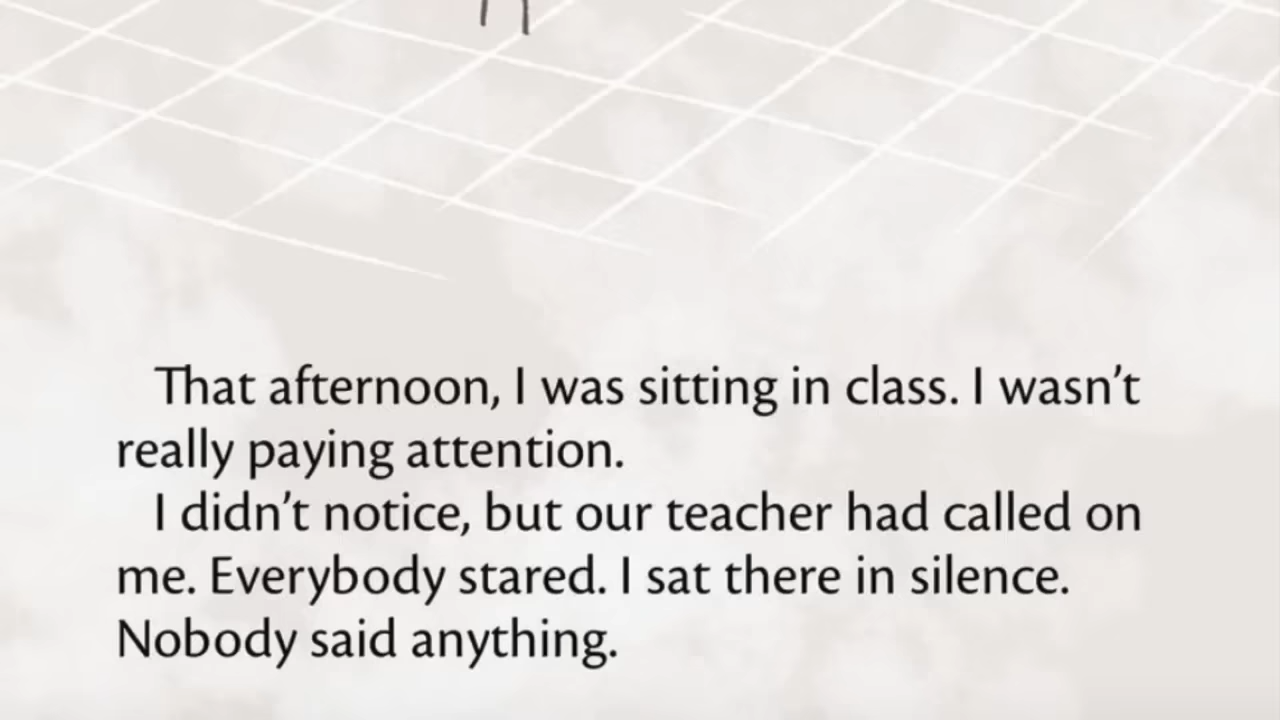 That afternoon, I was sitting in class. I wasn’t
really paying attention.
I didn’t notice, but our teacher had called on
me. Everybody stared. I sat there in silence.
Nobody said anything.